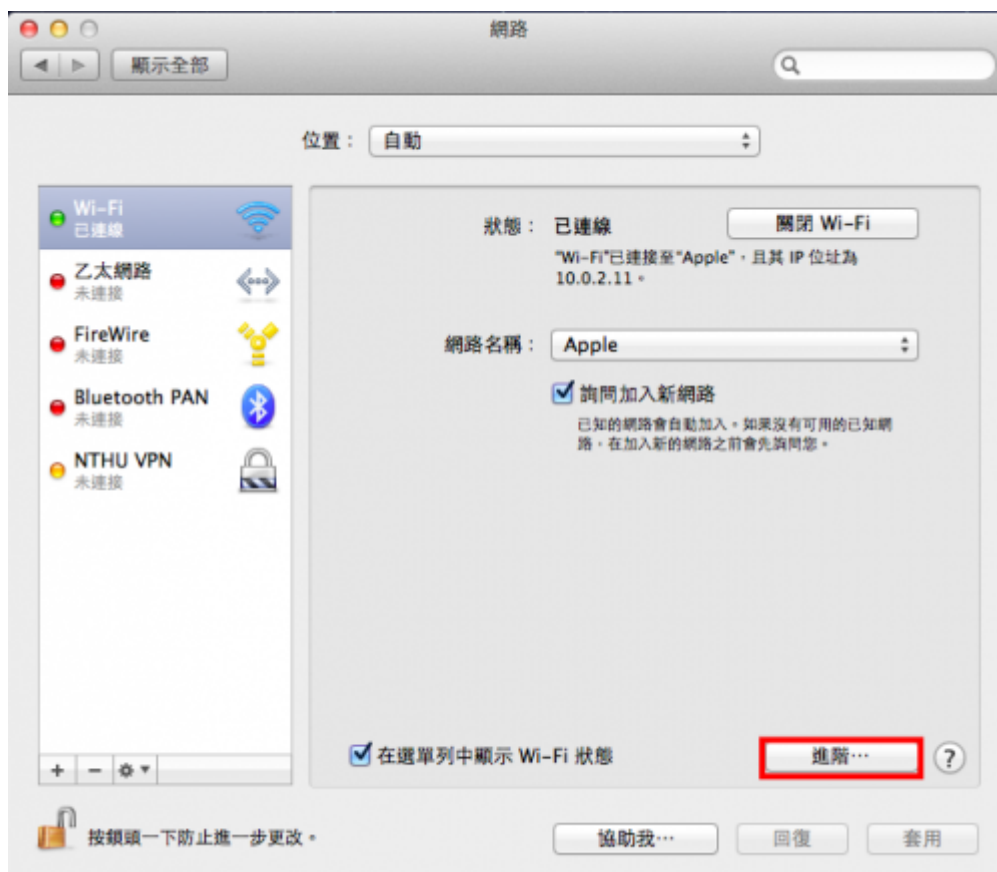 網路
顯示全部
位置： 自動
Wi-Fi
已連線
乙太網路
未連接
FireWire
未連接
Bluetooth PAN
未連接
NTHU VPN
未連接
狀態： 已連線 關閉 Wi-Fi
"Wi-Fi"已連接至"Apple"，且其 IP 位址為
10.0.2.11。
網路名稱： Apple
詢問加入新網路
已知的網路會自動加入。如果沒有可用的已知網
路，在加入新的網路之前會先詢問您。
在選單列中顯示 Wi-Fi 狀態 進階… ?
+ −
按鎖頭一下防止進一步更改。
協助我… 回復 套用